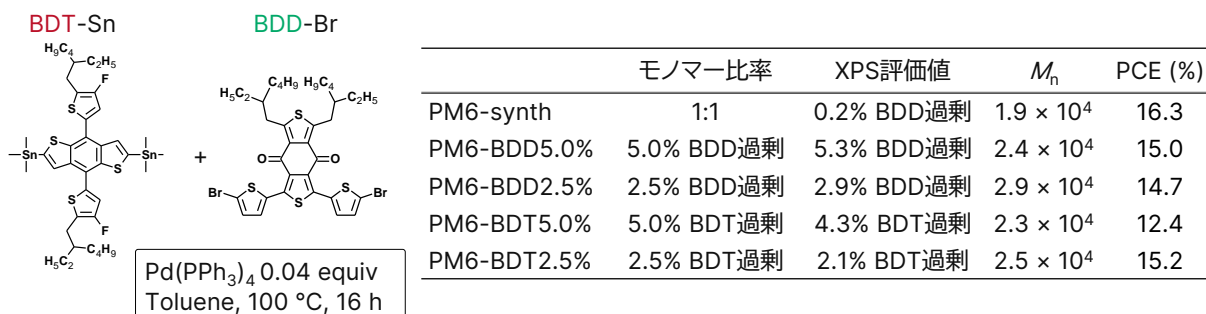 BDT-Sn
BDD-Br
H₉C₄
C₂H₅
F
S
S
Sn
S
Sn
S
F
C₄H₉
H₅C₂
+
C₄H₉
H₉C₄
H₅C₂
C₂H₅
S
O
O
Br
S
S
S
Br
Pd(PPh₃)₄ 0.04 equiv
Toluene, 100 °C, 16 h
モノマー比率 XPS評価値 Mₙ PCE (%)
PM6-synth 1:1 0.2% BDD過剰 1.9 × 10⁴ 16.3
PM6-BDD5.0% 5.0% BDD過剰 5.3% BDD過剰 2.4 × 10⁴ 15.0
PM6-BDD2.5% 2.5% BDD過剰 2.9% BDD過剰 2.9 × 10⁴ 14.7
PM6-BDT5.0% 5.0% BDT過剰 4.3% BDT過剰 2.3 × 10⁴ 12.4
PM6-BDT2.5% 2.5% BDT過剰 2.1% BDT過剰 2.5 × 10⁴ 15.2